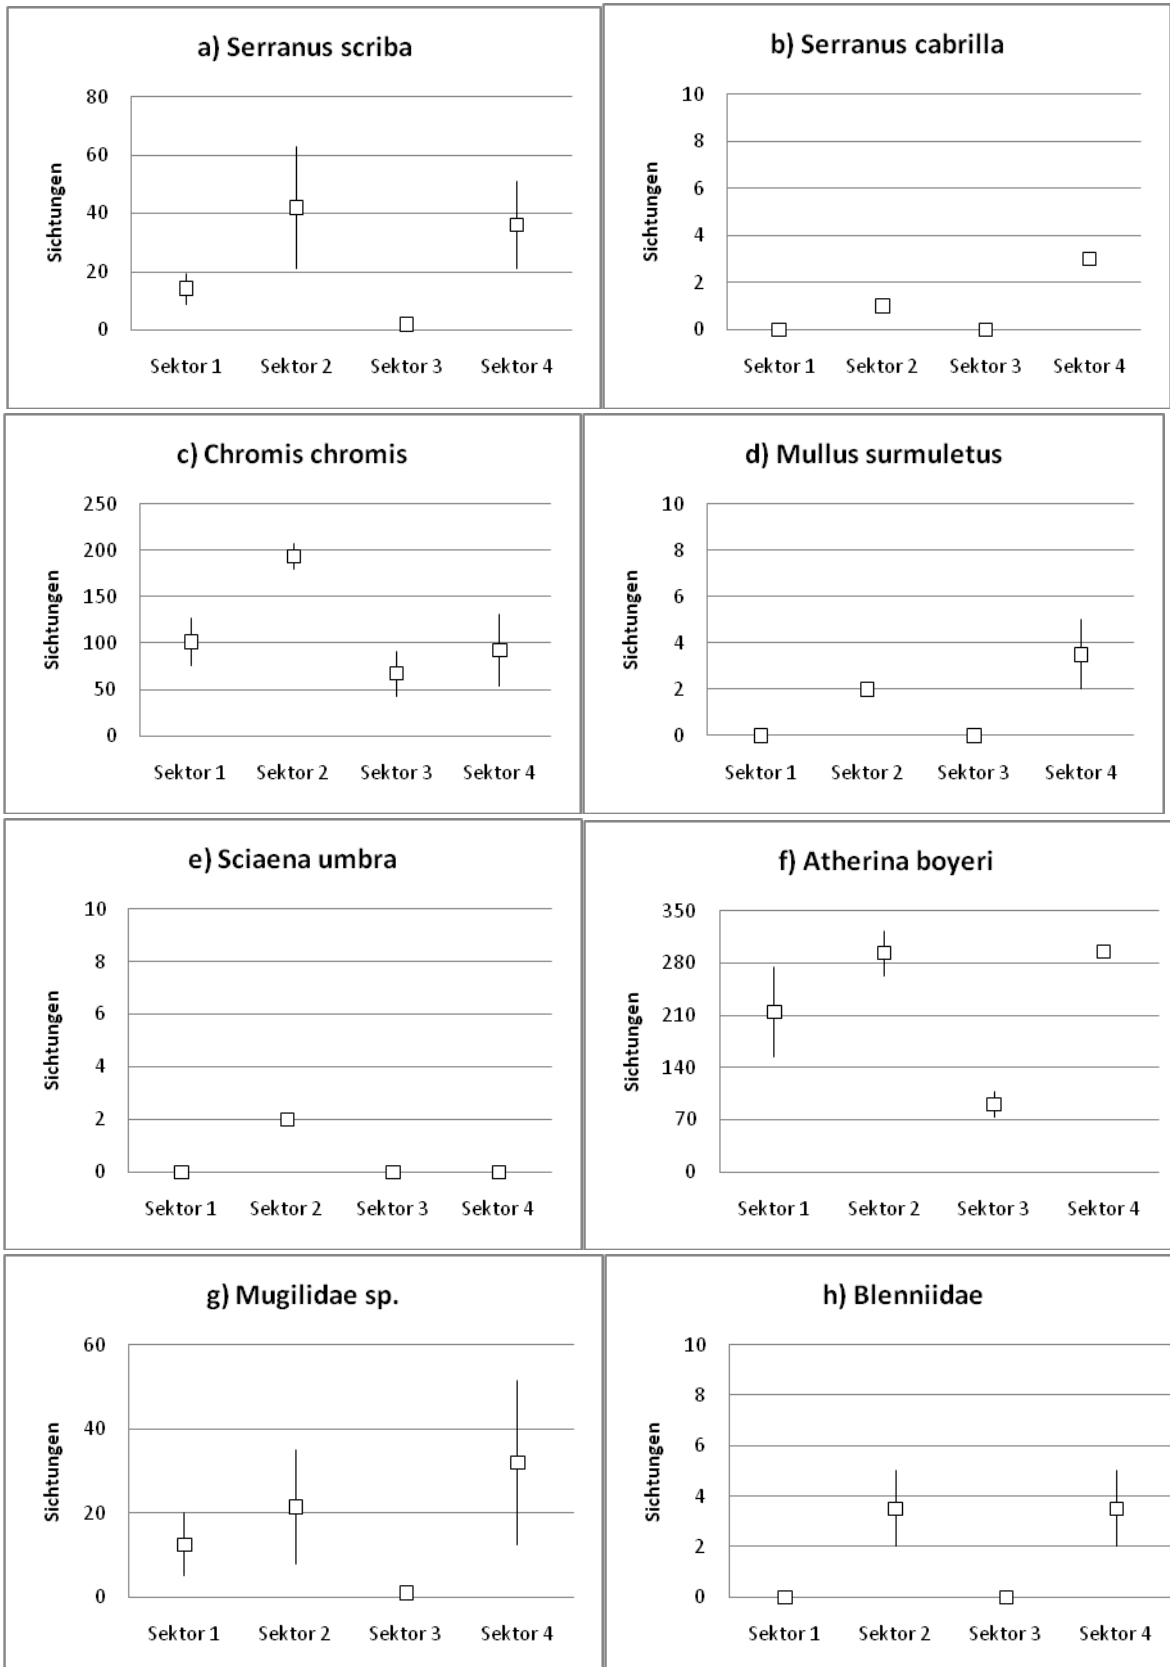 a) Serranus scriba
80
60
40
20
0
Sichtungen
Sektor 1 Sektor 2 Sektor 3 Sektor 4
b) Serranus cabrilla
10
8
6
4
2
0
Sichtungen
Sektor 1 Sektor 2 Sektor 3 Sektor 4
c) Chromis chromis
250
200
150
100
50
0
Sichtungen
Sektor 1 Sektor 2 Sektor 3 Sektor 4
d) Mullus surmuletus
10
8
6
4
2
0
Sichtungen
Sektor 1 Sektor 2 Sektor 3 Sektor 4
e) Sciaena umbra
10
8
6
4
2
0
Sichtungen
Sektor 1 Sektor 2 Sektor 3 Sektor 4
f) Atherina boyeri
350
280
210
140
70
0
Sichtungen
Sektor 1 Sektor 2 Sektor 3 Sektor 4
g) Mugilidae sp.
60
40
20
0
Sichtungen
Sektor 1 Sektor 2 Sektor 3 Sektor 4
h) Blenniidae
10
8
6
4
2
0
Sichtungen
Sektor 1 Sektor 2 Sektor 3 Sektor 4